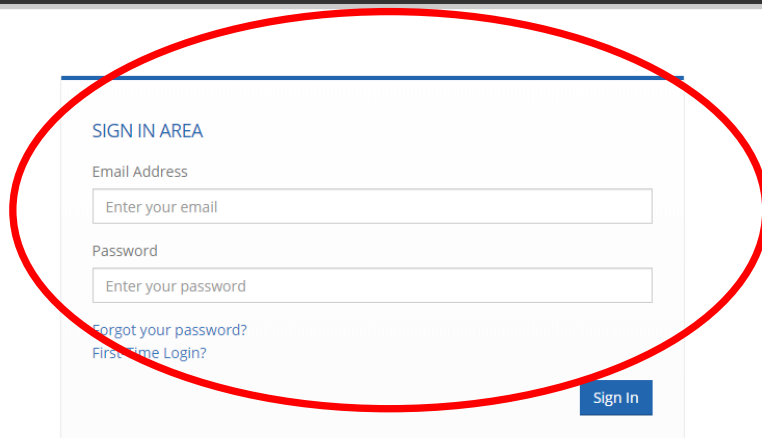 SIGN IN AREA
Email Address
Enter your email
Password
Enter your password
Forgot your password?
First Time Login?
Sign In